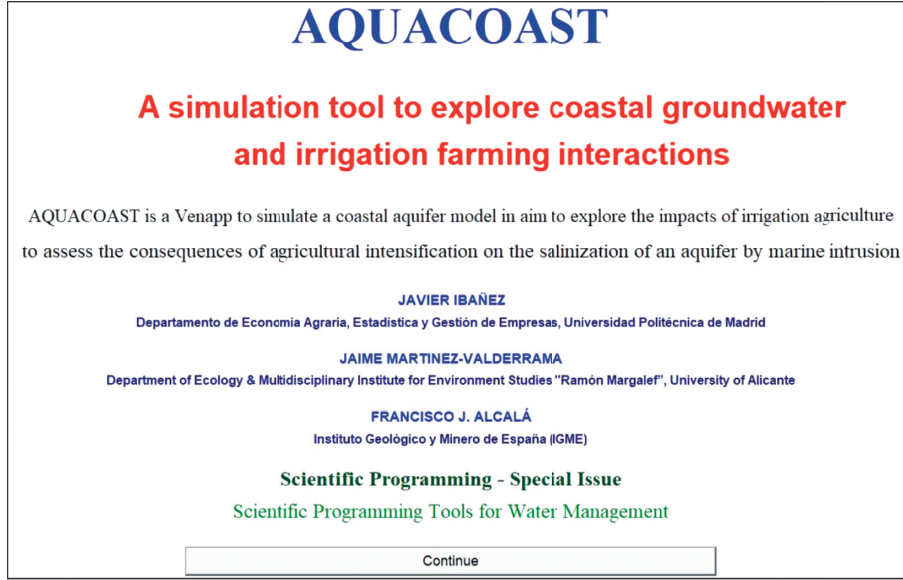 AQUACOAST
A simulation tool to explore coastal groundwater
and irrigation farming interactions
AQUACOAST is a Venapp to simulate a coastal aquifer model in aim to explore the impacts of irrigation agriculture
to assess the consequences of agricultural intensification on the salinization of an aquifer by marine intrusion
JAVIER IBAÑEZ
Departamento de Economía Agraria, Estadística y Gestión de Empresas, Universidad Politécnica de Madrid
JAIME MARTINEZ-VALDERRAMA
Department of Ecology & Multidisciplinary Institute for Environment Studies "Ramón Margalef", University of Alicante
FRANCISCO J. ALCALÁ
Instituto Geológico y Minero de España (IGME)
Scientific Programming - Special Issue
Scientific Programming Tools for Water Management
Continue